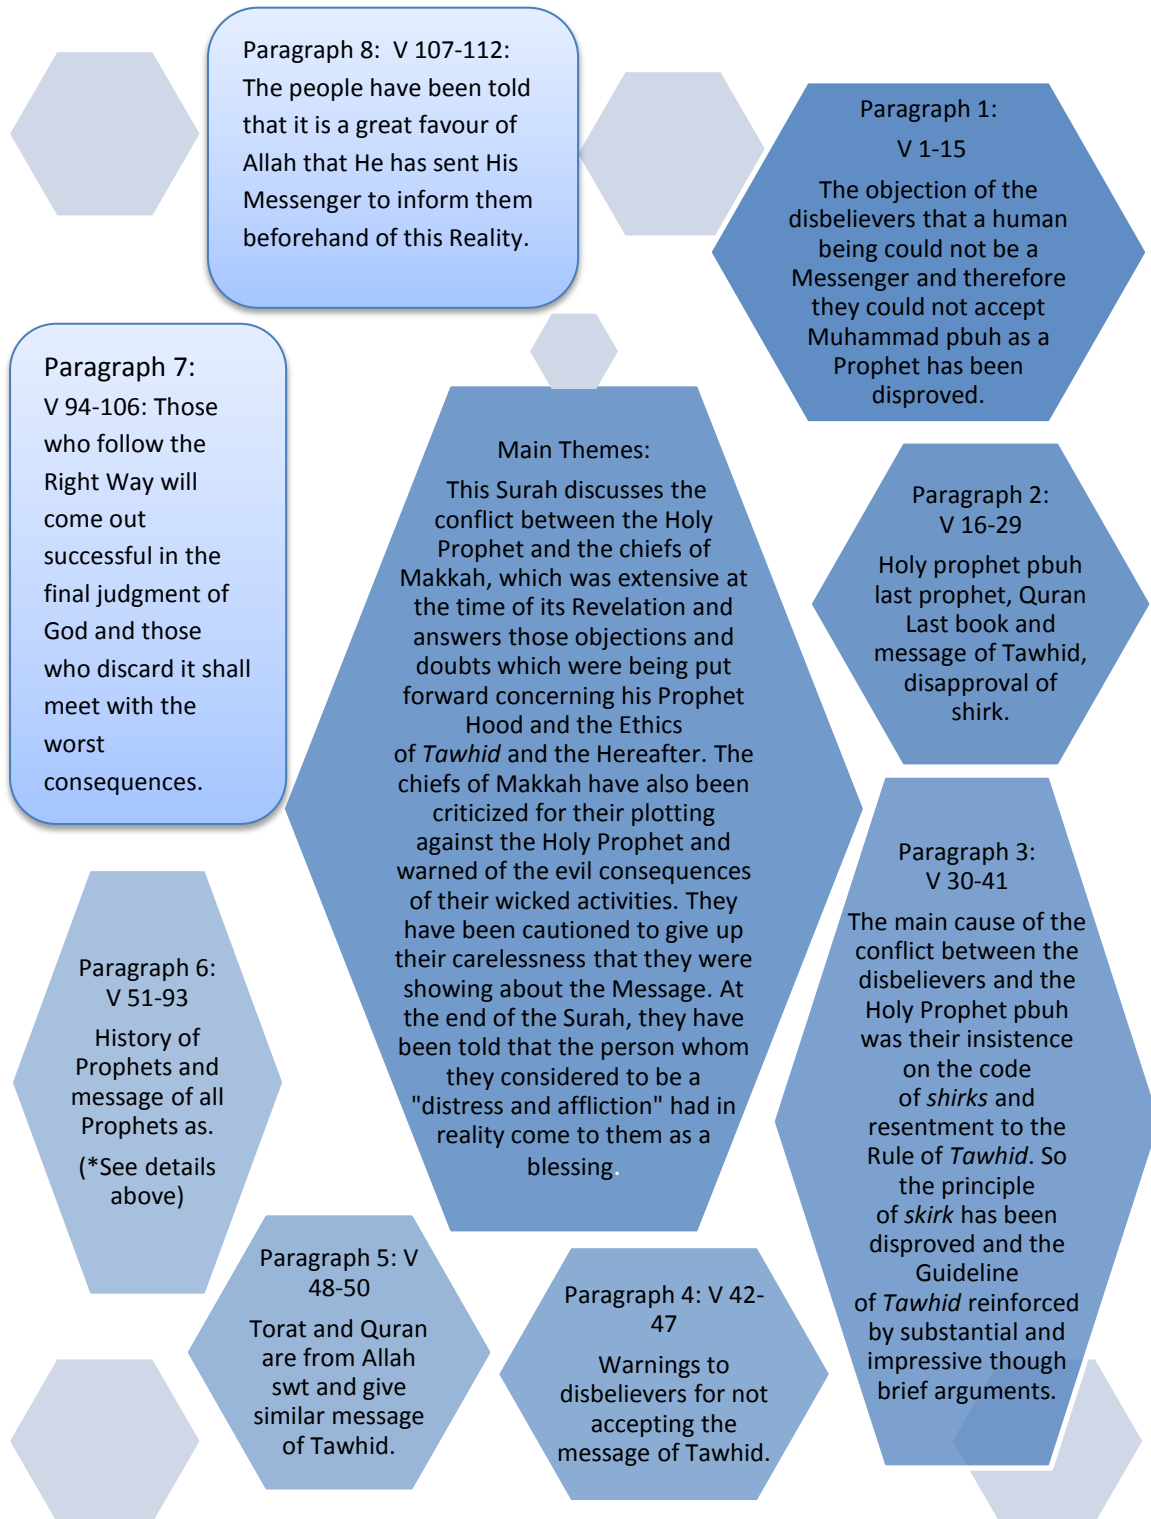 Paragraph 8:  V 107-112:
The people have been told
that it is a great favour of
Allah that He has sent His
Messenger to inform them
beforehand of this Reality.
Paragraph 1:
V 1-15
The objection of the
disbelievers that a human
being could not be a
Messenger and therefore
they could not accept
Muhammad pbuh as a
Prophet has been
disproved.
Paragraph 7:
V 94-106: Those
who follow the
Right Way will
come out
successful in the
final judgment of
God and those
who discard it shall
meet with the
worst
consequences.
Main Themes:
This Surah discusses the
conflict between the Holy
Prophet and the chiefs of
Makkah, which was extensive at
the time of its Revelation and
answers those objections and
doubts which were being put
forward concerning his Prophet
Hood and the Ethics
of Tawhid and the Hereafter. The
chiefs of Makkah have also been
criticized for their plotting
against the Holy Prophet and
warned of the evil consequences
of their wicked activities. They
have been cautioned to give up
their carelessness that they were
showing about the Message. At
the end of the Surah, they have
been told that the person whom
they considered to be a
"distress and affliction" had in
reality come to them as a
blessing.
Paragraph 2:
V 16-29
Holy prophet pbuh
last prophet, Quran
Last book and
message of Tawhid,
disapproval of
shirk.
Paragraph 3:
V 30-41
The main cause of the
conflict between the
disbelievers and the
Holy Prophet pbuh
was their insistence
on the code
of shirks and
resentment to the
Rule of Tawhid. So
the principle
of skirk has been
disproved and the
Guideline
of Tawhid reinforced
by substantial and
impressive though
brief arguments.
Paragraph 6:
V 51-93
History of
Prophets and
message of all
Prophets as.
(*See details
above)
Paragraph 5: V
48-50
Torat and Quran
are from Allah
swt and give
similar message
of Tawhid.
Paragraph 4: V 42-
47
Warnings to
disbelievers for not
accepting the
message of Tawhid.